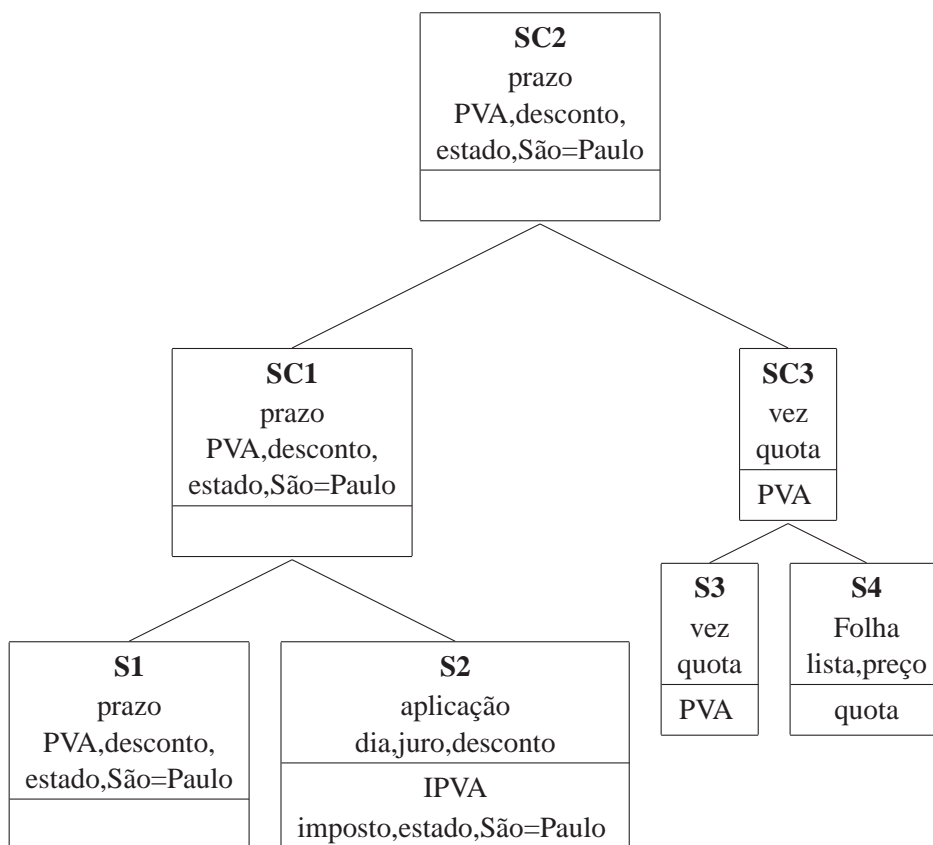 SC2
prazo
PVA,desconto,
estado,São=Paulo
SC1
prazo
PVA,desconto,
estado,São=Paulo
SC3
vez
quota
PVA
S1
prazo
PVA,desconto,
estado,São=Paulo
S2
aplicação
dia,juro,desconto
IPVA
imposto,estado,São=Paulo
S3
vez
quota
PVA
S4
Folha
lista,preço
quota